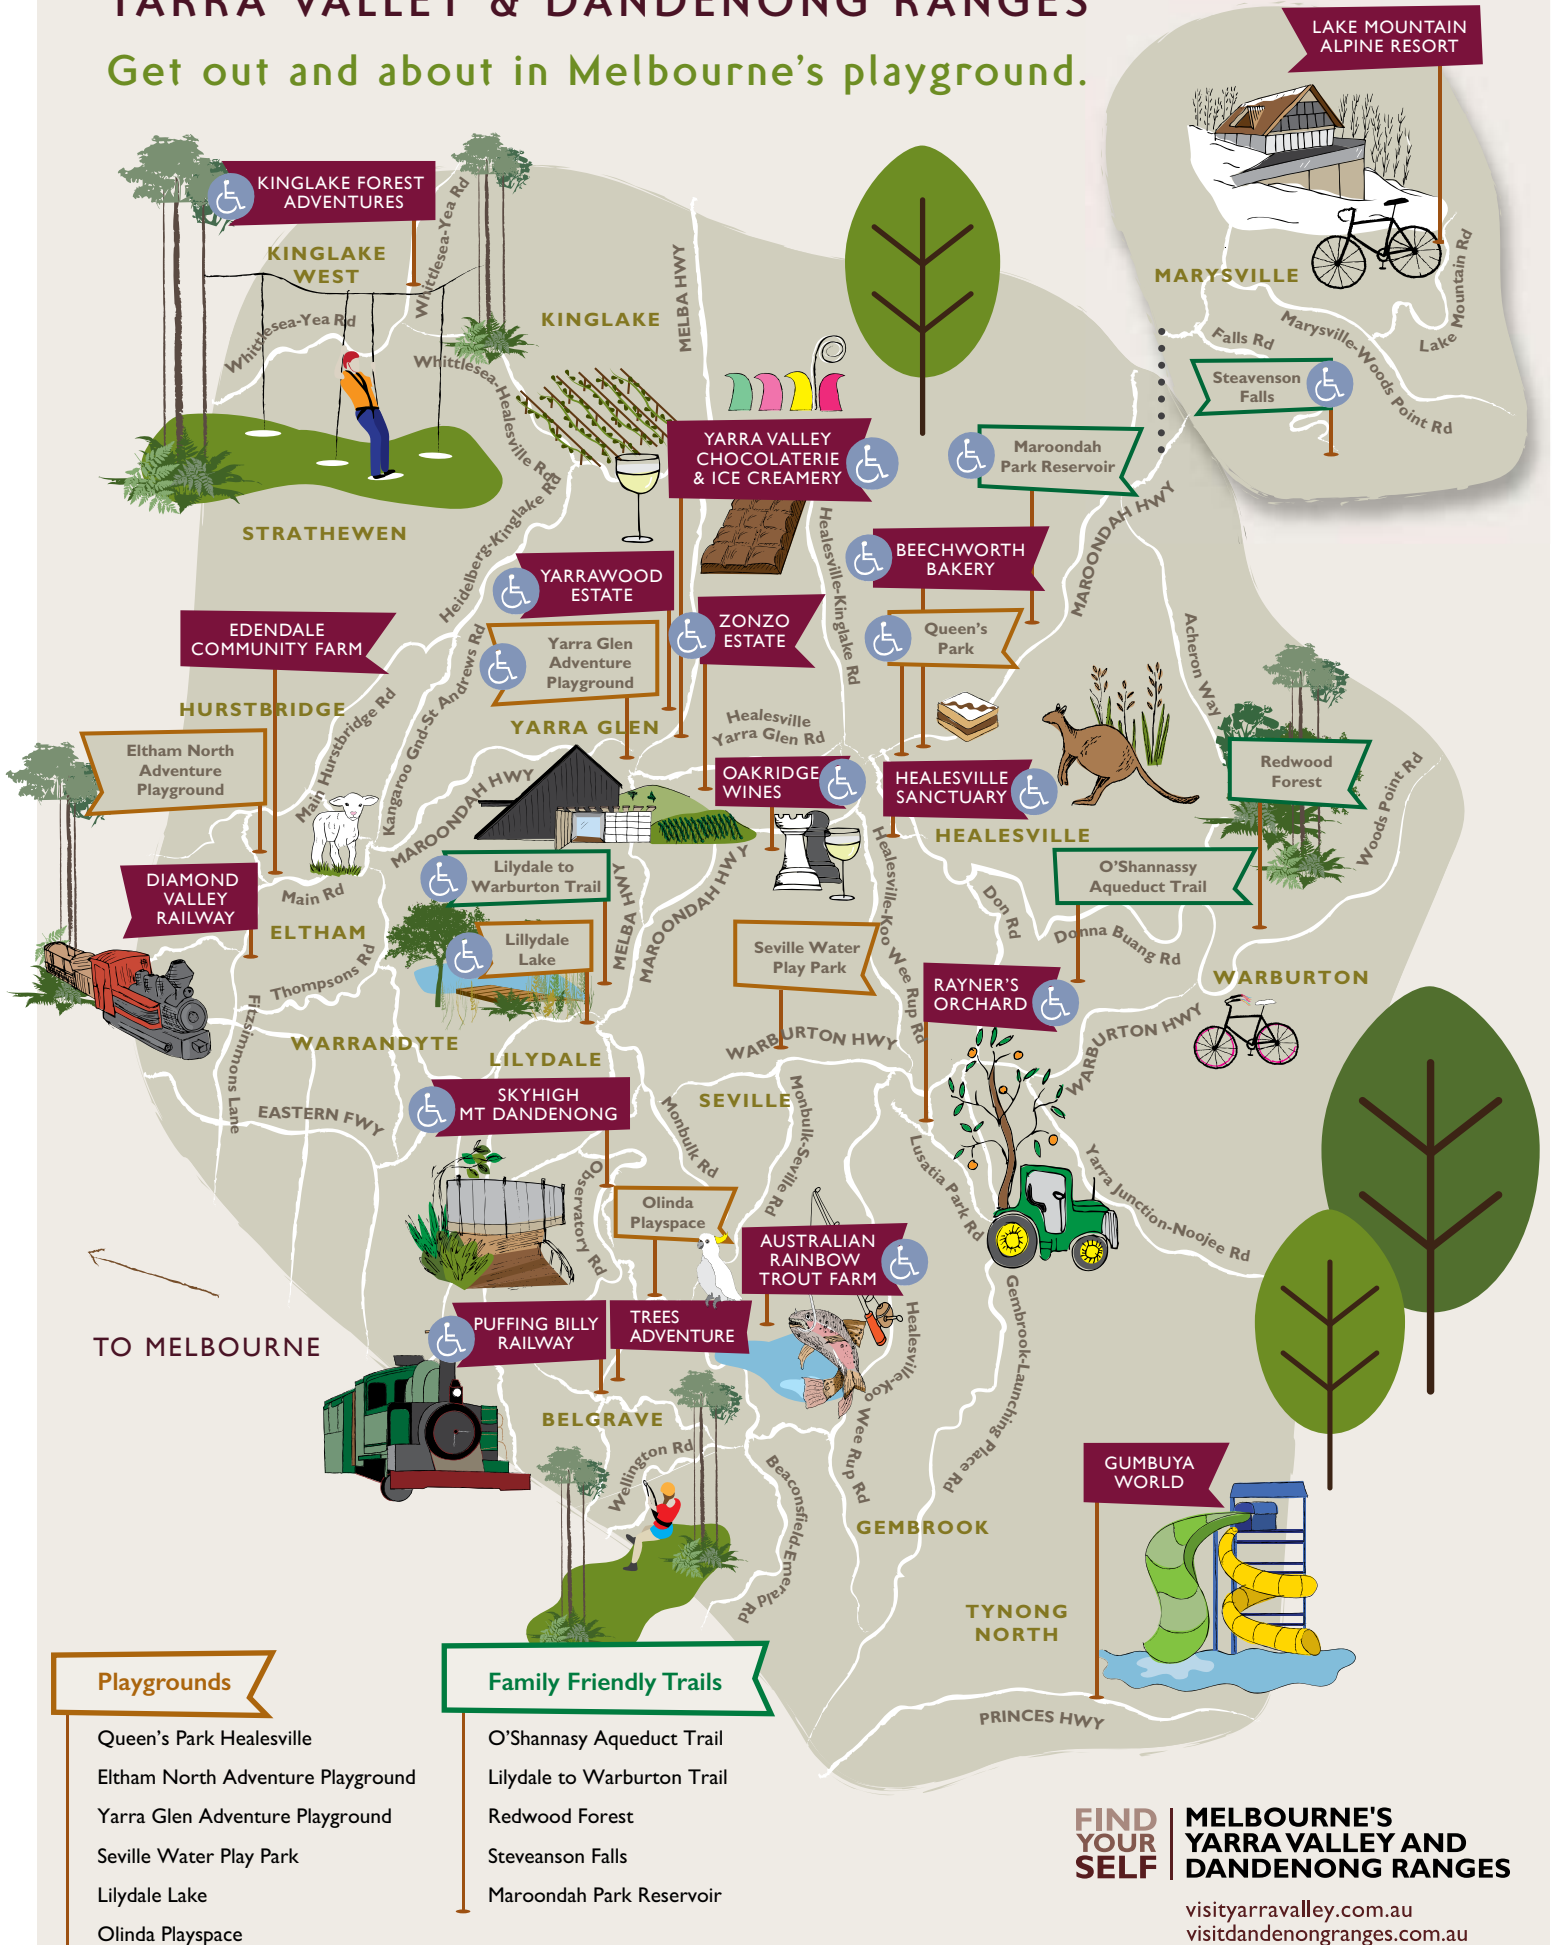 YARRA VALLEY & DANDENONG RANGES
Get out and about in Melbourne's playground.
LAKE MOUNTAIN
ALPINE RESORT
KINGLAKE FOREST
ADVENTURES
KINGLAKE
WEST
Whittlesea-Yea Rd
Whittlesea-Yea Rd
KINGLAKE
MELBA HWY
MARYSVILLE
Lake Mountain Rd
Falls Rd
Marysville-Woods Point Rd
Steavenson
Falls
Whittlesea-Healesville Rd
YARRA VALLEY
CHOCOLATERIE
& ICE CREAMERY
Maroondah
Park Reservoir
STRATHEWEN
Heidelberg-Kinglake Rd
Healesville-Kinglake Rd
MAROONDAH HWY
BEECHWORTH
BAKERY
YARRAWOOD
ESTATE
ZONZO
ESTATE
Queen's
Park
EDENDALE
COMMUNITY FARM
Yarra Glen
Adventure
Playground
Kangaroo Gnd-St Andrews Rd
Acheron Way
HURSTBRIDGE
Main Hurstbridge Rd
YARRA GLEN
Healesville
Yarra Glen Rd
Eltham North
Adventure
Playground
MAROONDAH HWY
OAKRIDGE
WINES
HEALESVILLE
SANCTUARY
HEALESVILLE
Redwood
Forest
Woods Point Rd
DIAMOND
VALLEY
RAILWAY
Main Rd
ELTHAM
Lilydale to
Warburton Trail
MELBA HWY
MAROONDAH HWY
Healesville-Koo Wee Rup Rd
Don Rd
O'Shannassy
Aqueduct Trail
Donna Buang Rd
Lillydale
Lake
Seville Water
Play Park
RAYNER'S
ORCHARD
WARBURTON
Thompsons Rd
Fitzsimmons Lane
WARRANDYTE
LILYDALE
WARBURTON HWY
WARBURTON HWY
EASTERN FWY
SKYHIGH
MT DANDENONG
SEVILLE
Monbulk Rd
Monbulk-Seville Rd
Lusatia Park Rd
Yarra Junction-Noojee Rd
Observatory Rd
Olinda
Playspace
AUSTRALIAN
RAINBOW
TROUT FARM
TO MELBOURNE
PUFFING BILLY
RAILWAY
TREES
ADVENTURE
Healesville-Koo Wee Rup Rd
Gembrook-Launching Place Rd
BELGRAVE
Wellington Rd
Beaconsfield-Emerald Rd
GEMBROOK
GUMBUYA
WORLD
TYNONG
NORTH
PRINCES HWY
Playgrounds
Queen's Park Healesville
Eltham North Adventure Playground
Yarra Glen Adventure Playground
Seville Water Play Park
Lilydale Lake
Olinda Playspace
Family Friendly Trails
O'Shannasy Aqueduct Trail
Lilydale to Warburton Trail
Redwood Forest
Steveanson Falls
Maroondah Park Reservoir
FIND
YOUR
SELF
MELBOURNE'S
YARRA VALLEY AND
DANDENONG RANGES
visityarravalley.com.au
visitdandenongranges.com.au